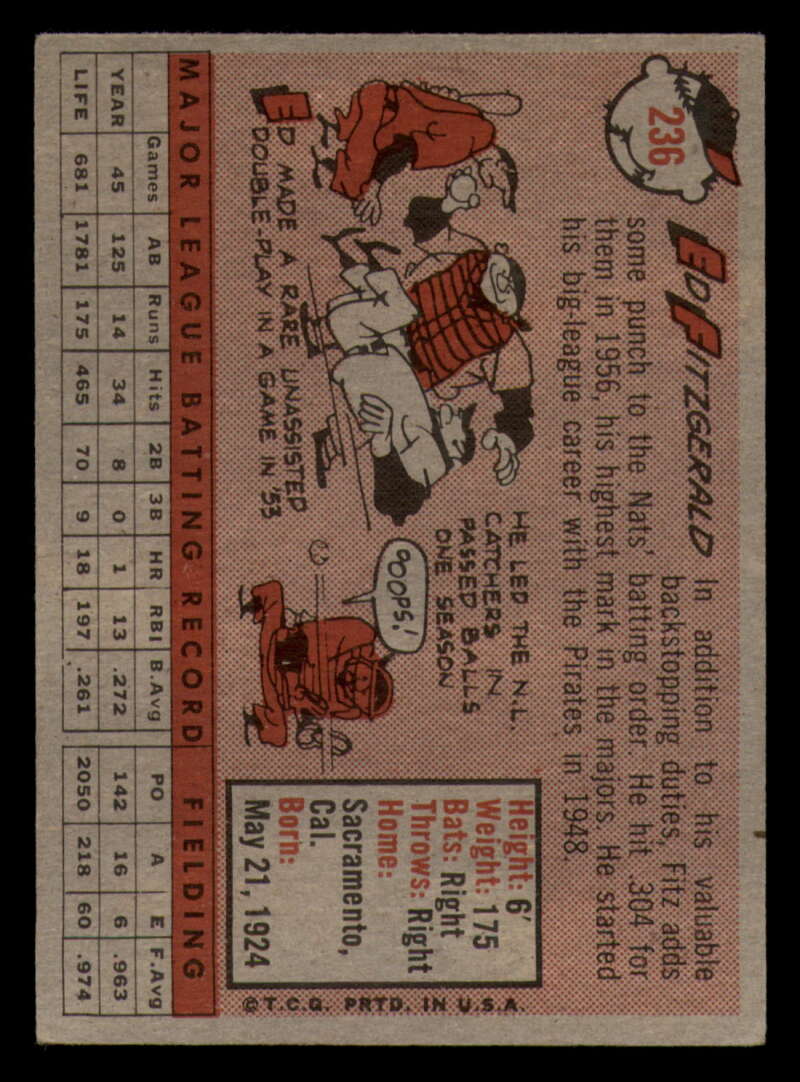 236
ED FITZGERALD
In addition to his valuable
backstopping duties, Fitz adds
some punch to the Nats' batting order. He hit .304 for
them in 1956, his highest mark in the majors. He started
his big-league career with the Pirates in 1948.
ED MADE A RARE UNASSISTED
DOUBLE-PLAY IN A GAME IN '53
HE LED THE N.L.
CATCHERS IN
PASSED BALLS
ONE SEASON
OOOPS!
Height: 6'
Weight: 175
Bats: Right
Throws: Right
Home:
Sacramento,
Cal.
Born:
May 21, 1924
©T.C.G. PRTD. IN U.S.A.
MAJOR LEAGUE BATTING RECORD FIELDING
Games AB Runs Hits 2B 3B HR RBI B.Avg PO A E F.Avg
YEAR 45 125 14 34 8 0 1 13 .272 142 16 6 .963
LIFE 681 1781 175 465 70 9 18 197 .261 2050 218 60 .974